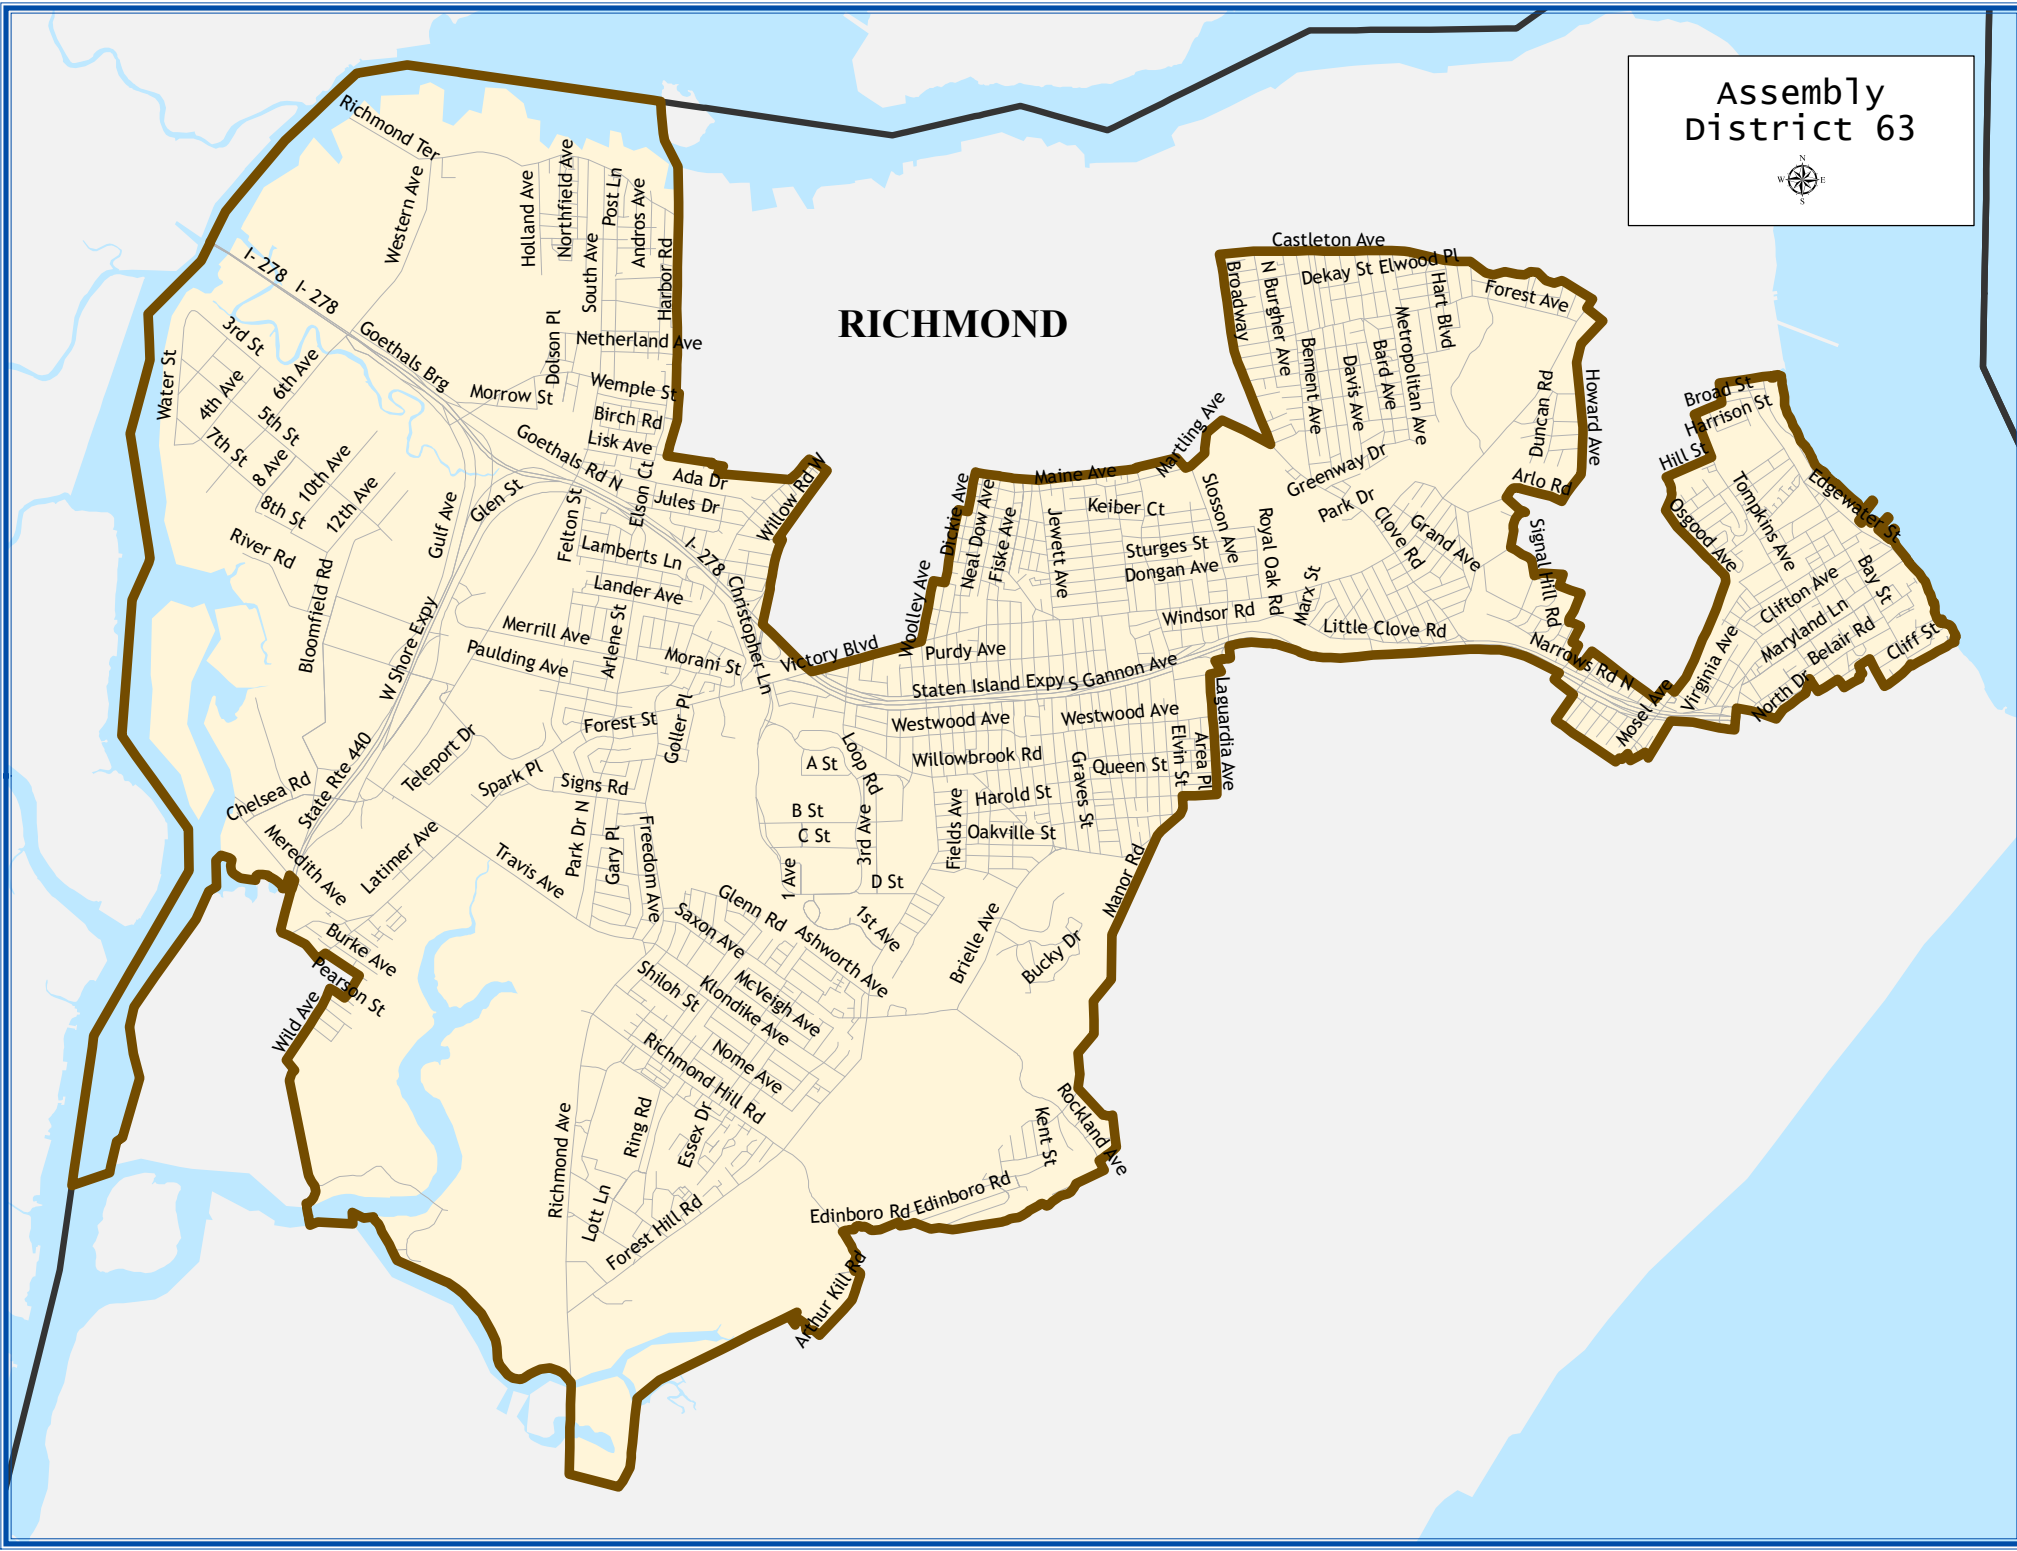 Assembly
District 63
N
W
E
S
RICHMOND
Richmond Ter
Western Ave
Holland Ave
Northfield Ave
South Ave
Post Ln
Andros Ave
Harbor Rd
I- 278
I- 278
Goethals Brg
Dolson Pl
Netherland Ave
Morrow St
Wemple St
Birch Rd
Lisk Ave
Goethals Rd N
Elson Ct
Ada Dr
Jules Dr
Willow Rd W
Water St
3rd St
4th Ave
6th Ave
5th St
7th St
8 Ave
10th Ave
8th St
12th Ave
River Rd
Bloomfield Rd
Gulf Ave
Glen St
Felton St
Lamberts Ln
I- 278
Lander Ave
Christopher Ln
W Shore Expy
Merrill Ave
Paulding Ave
Arlene St
Morani St
Victory Blvd
Forest St
Goller Pl
Teleport Dr
Spark Pl
Signs Rd
State Rte 440
Chelsea Rd
Meredith Ave
Latimer Ave
Travis Ave
Park Dr N
Gary Pl
Freedom Ave
Burke Ave
Pearson St
Wild Ave
A St
Loop Rd
B St
C St
3rd Ave
1 Ave
D St
1st Ave
Glenn Rd
Saxon Ave
Ashworth Ave
Shiloh St
McVeigh Ave
Klondike Ave
Nome Ave
Richmond Hill Rd
Richmond Ave
Ring Rd
Essex Dr
Lott Ln
Forest Hill Rd
Edinboro Rd
Edinboro Rd
Arthur Kill Rd
Kent St
Rockland Ave
Brielle Ave
Bucky Dr
Manor Rd
Woolley Ave
Dickie Ave
Neal Dow Ave
Fiske Ave
Jewett Ave
Maine Ave
Keiber Ct
Martling Ave
Slosson Ave
Sturges St
Dongan Ave
Royal Oak Rd
Marx St
Windsor Rd
Purdy Ave
Staten Island Expy
S Gannon Ave
Westwood Ave
Westwood Ave
Willowbrook Rd
Queen St
Graves St
Harold St
Fields Ave
Oakville St
Elvin St
Area Pl
Laguardia Ave
Castleton Ave
Broadway
N Burgher Ave
Dekay St
Elwood Pl
Hart Blvd
Forest Ave
Bement Ave
Davis Ave
Bard Ave
Metropolitan Ave
Duncan Rd
Howard Ave
Greenway Dr
Park Dr
Clove Rd
Grand Ave
Arlo Rd
Signal Hill Rd
Little Clove Rd
Narrows Rd N
Mosel Ave
Virginia Ave
Broad St
Harrison St
Hill St
Osgood Ave
Tompkins Ave
Edgewater St
Bay St
Clifton Ave
Maryland Ln
Belair Rd
Cliff St
North Dr